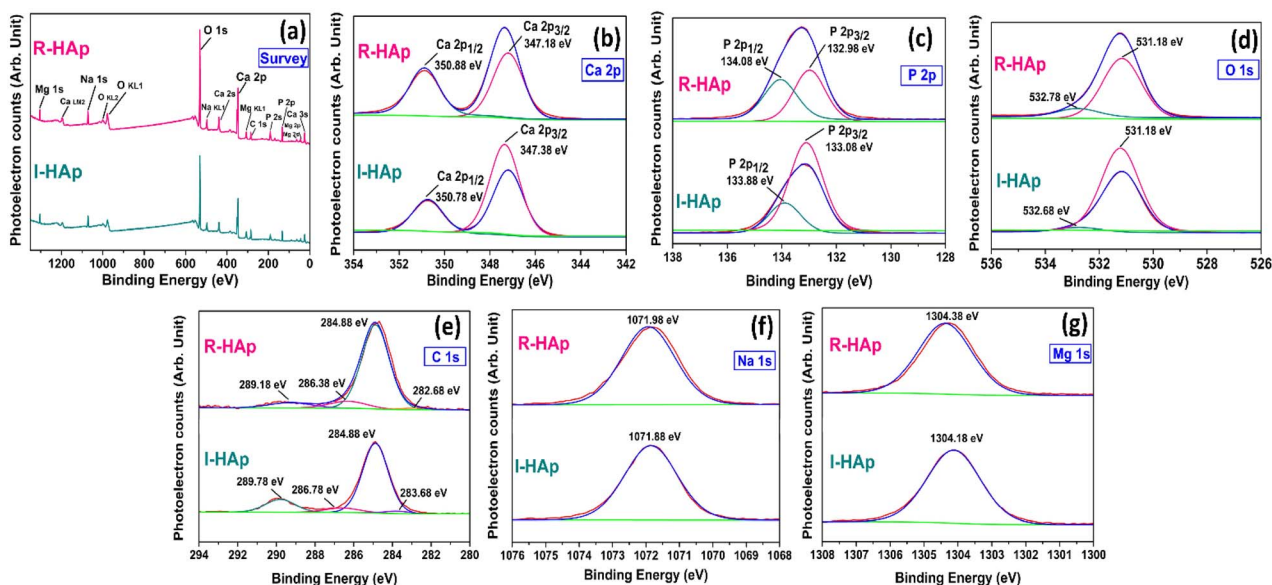 (a)
Survey
R-HAp
I-HAp
Mg 1s
Ca LM2
Na 1s
O KL2
O KL1
O 1s
Na KL1
Ca 2s
Ca 2p
Mg KL1
C 1s
P 2s
P 2p
Ca 3s
Mg 2p
Photoelectron counts (Arb. Unit)
1200 1000 800 600 400 200 0
Binding Energy (eV)
(b)
Ca 2p
R-HAp
Ca 2p1/2
350.88 eV
Ca 2p3/2
347.18 eV
I-HAp
Ca 2p1/2
350.78 eV
Ca 2p3/2
347.38 eV
Photoelectron counts (Arb. Unit)
354 352 350 348 346 344 342
Binding Energy (eV)
(c)
P 2p
R-HAp
P 2p1/2
134.08 eV
P 2p3/2
132.98 eV
I-HAp
P 2p1/2
133.88 eV
P 2p3/2
133.08 eV
Photoelectron counts (Arb. Unit)
138 136 134 132 130 128
Binding Energy (eV)
(d)
O 1s
R-HAp
531.18 eV
532.78 eV
I-HAp
531.18 eV
532.68 eV
Photoelectron counts (Arb. Unit)
536 534 532 530 528 526
Binding Energy (eV)
(e)
C 1s
R-HAp
284.88 eV
289.18 eV
286.38 eV
282.68 eV
I-HAp
284.88 eV
289.78 eV
286.78 eV
283.68 eV
Photoelectron counts (Arb. Unit)
294 292 290 288 286 284 282 280
Binding Energy (eV)
(f)
Na 1s
R-HAp
1071.98 eV
I-HAp
1071.88 eV
Photoelectron counts (Arb. Unit)
1076 1075 1074 1073 1072 1071 1070 1069 1068
Binding Energy (eV)
(g)
Mg 1s
R-HAp
1304.38 eV
I-HAp
1304.18 eV
Photoelectron counts (Arb. Unit)
1308 1307 1306 1305 1304 1303 1302 1301 1300
Binding Energy (eV)